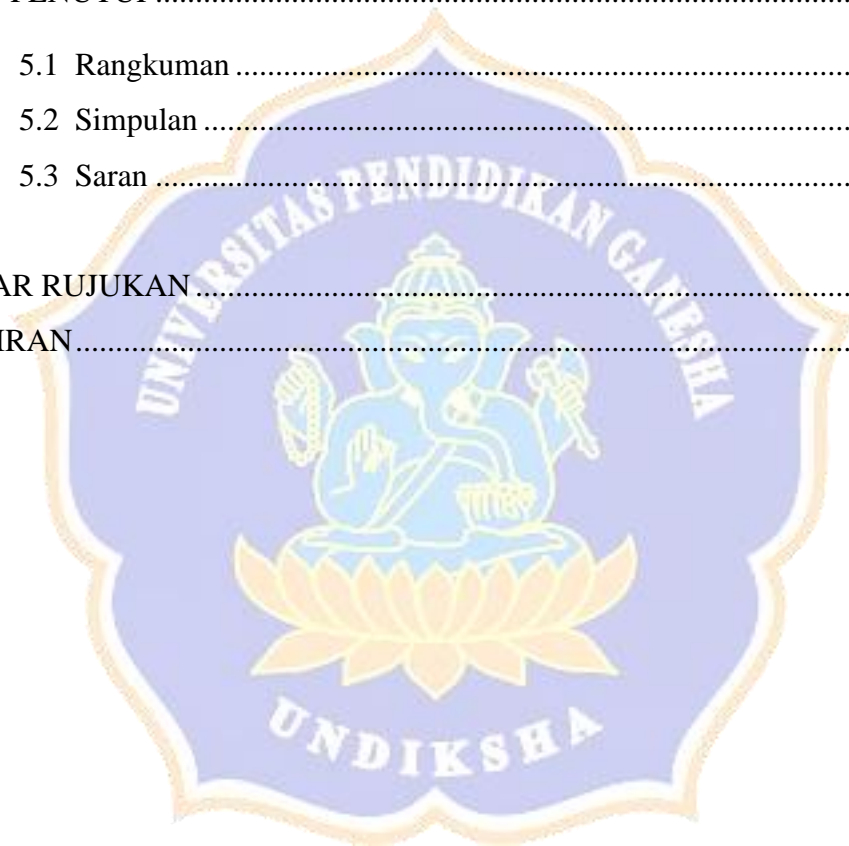 PENUTUP ........................................................................................
5.1 Rangkuman ........................................................................................
5.2 Simpulan ........................................................................................
5.3 Saran ........................................................................................
AR RUJUKAN ........................................................................................
IRAN ........................................................................................
UNIVERSITAS PENDIDIKAN GANESHA
UNDIKSHA